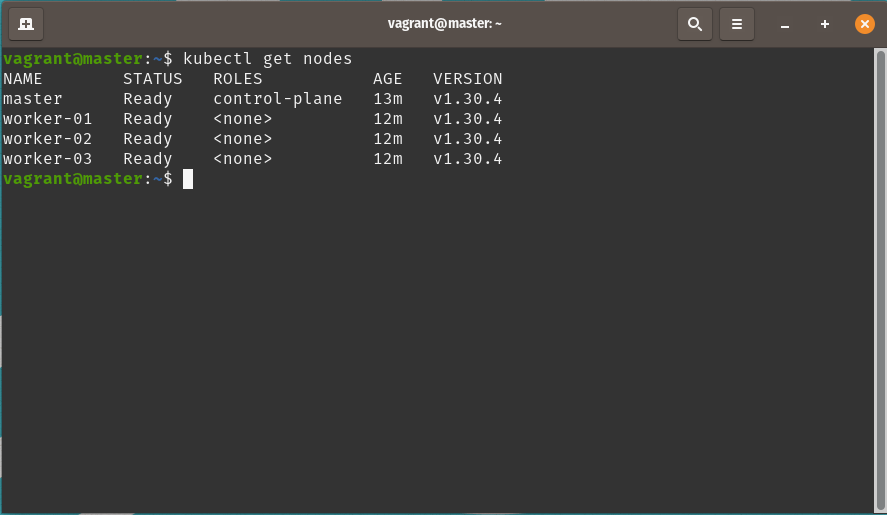 vagrant@master: ~
vagrant@master:~$ kubectl get nodes
NAME        STATUS   ROLES           AGE   VERSION
master      Ready    control-plane   13m   v1.30.4
worker-01   Ready    <none>          12m   v1.30.4
worker-02   Ready    <none>          12m   v1.30.4
worker-03   Ready    <none>          12m   v1.30.4
vagrant@master:~$